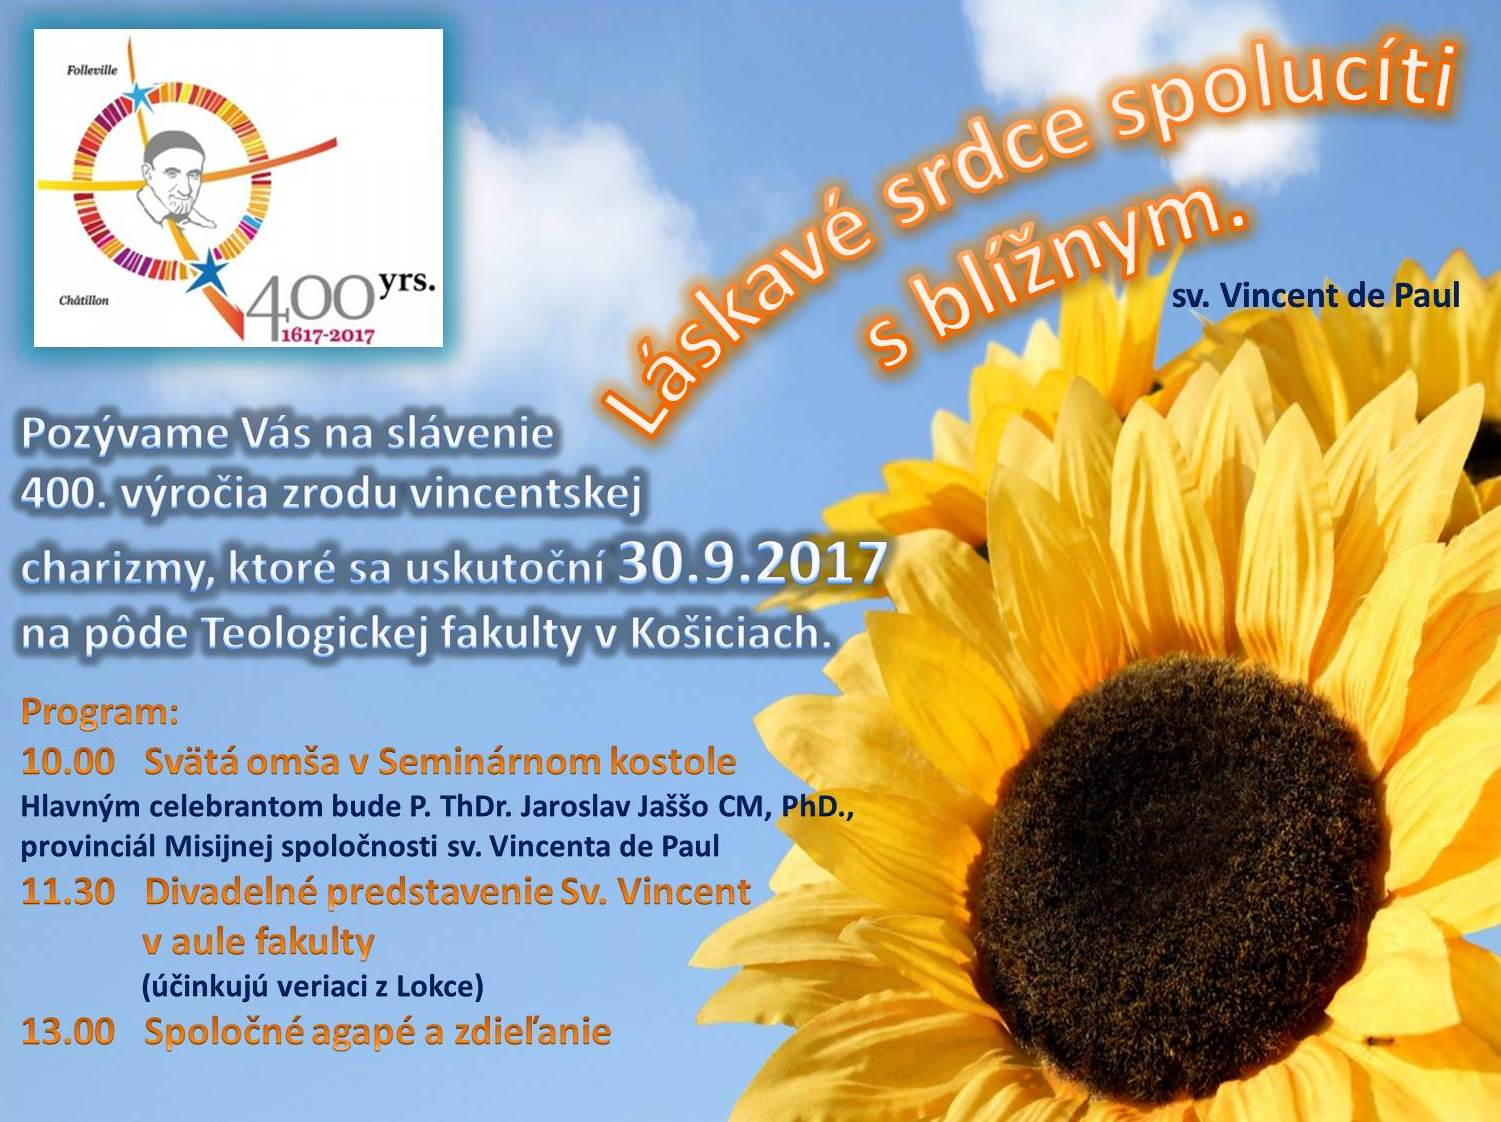 Folleville
Châtillon
400 yrs.
1617-2017
Láskavé srdce spolucíti
s blížnym.
sv. Vincent de Paul
Pozývame Vás na slávenie
400. výročia zrodu vincentskej
charizmy, ktoré sa uskutoční 30.9.2017
na pôde Teologickej fakulty v Košiciach.
Program:
10.00 Svätá omša v Seminárnom kostole
Hlavným celebrantom bude P. ThDr. Jaroslav Jaššo CM, PhD.,
provinciál Misijnej spoločnosti sv. Vincenta de Paul
11.30 Divadelné predstavenie Sv. Vincent
v aule fakulty
(účinkujú veriaci z Lokce)
13.00 Spoločné agapé a zdieľanie